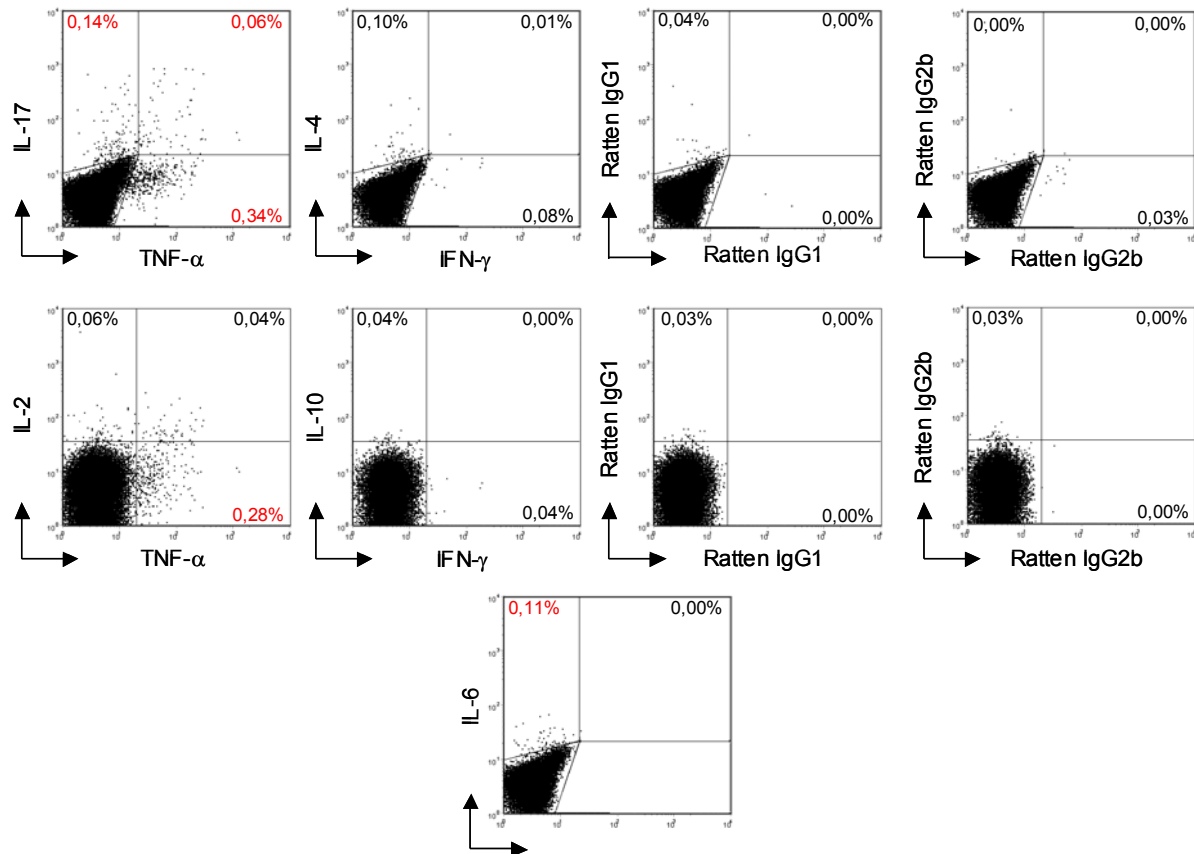 0,14% 0,06% 0,10% 0,01% 0,04% 0,00% 0,00% 0,00%
IL-17 IL-4 Ratten IgG1 Ratten IgG2b
0,34% 0,08% 0,00% 0,03%
TNF-α IFN-γ Ratten IgG1 Ratten IgG2b
0,06% 0,04% 0,04% 0,00% 0,03% 0,00% 0,03% 0,00%
IL-2 IL-10 Ratten IgG1 Ratten IgG2b
0,28% 0,04% 0,00% 0,00%
TNF-α IFN-γ Ratten IgG1 Ratten IgG2b
0,11% 0,00%
IL-6